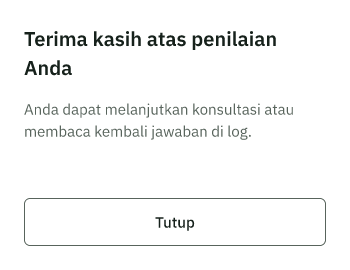 Terima kasih atas penilaian
Anda
Anda dapat melanjutkan konsultasi atau
membaca kembali jawaban di log.
Tutup